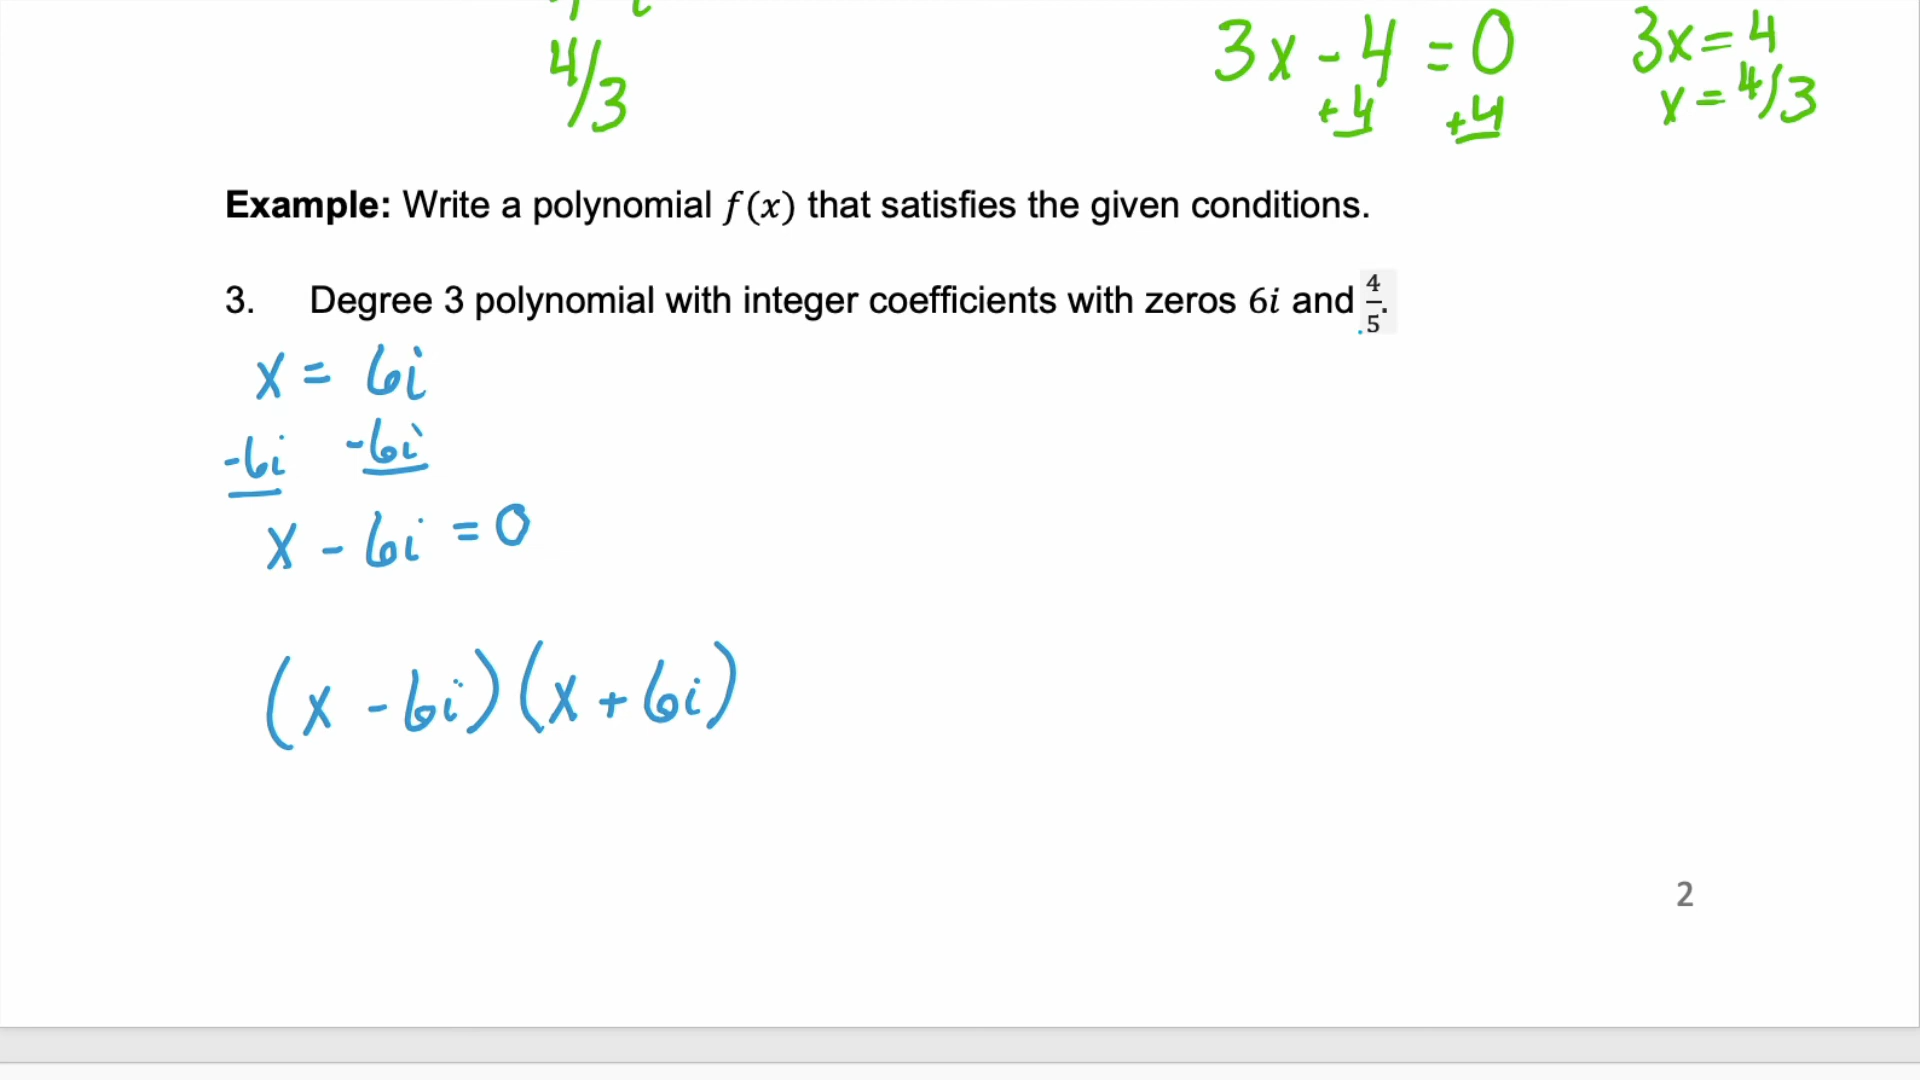 4/3
3x - 4 = 0
+4 +4
3x = 4
x = 4/3
Example: Write a polynomial f(x) that satisfies the given conditions.
3. Degree 3 polynomial with integer coefficients with zeros 6i and 4/5.
x = 6i
-6i -6i
x - 6i = 0
(x - 6i)(x + 6i)
2